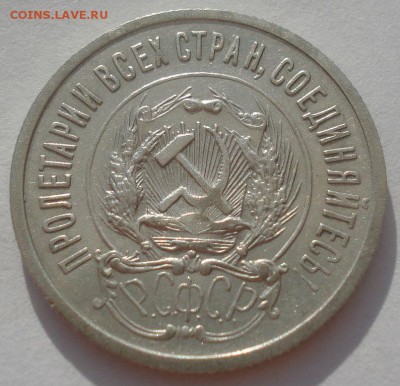 COINS.LAVE.RU
ПРОЛЕТАРИИ ВСЕХ СТРАН, СОЕДИНЯЙТЕСЬ!
Р.С.Ф.С.Р.